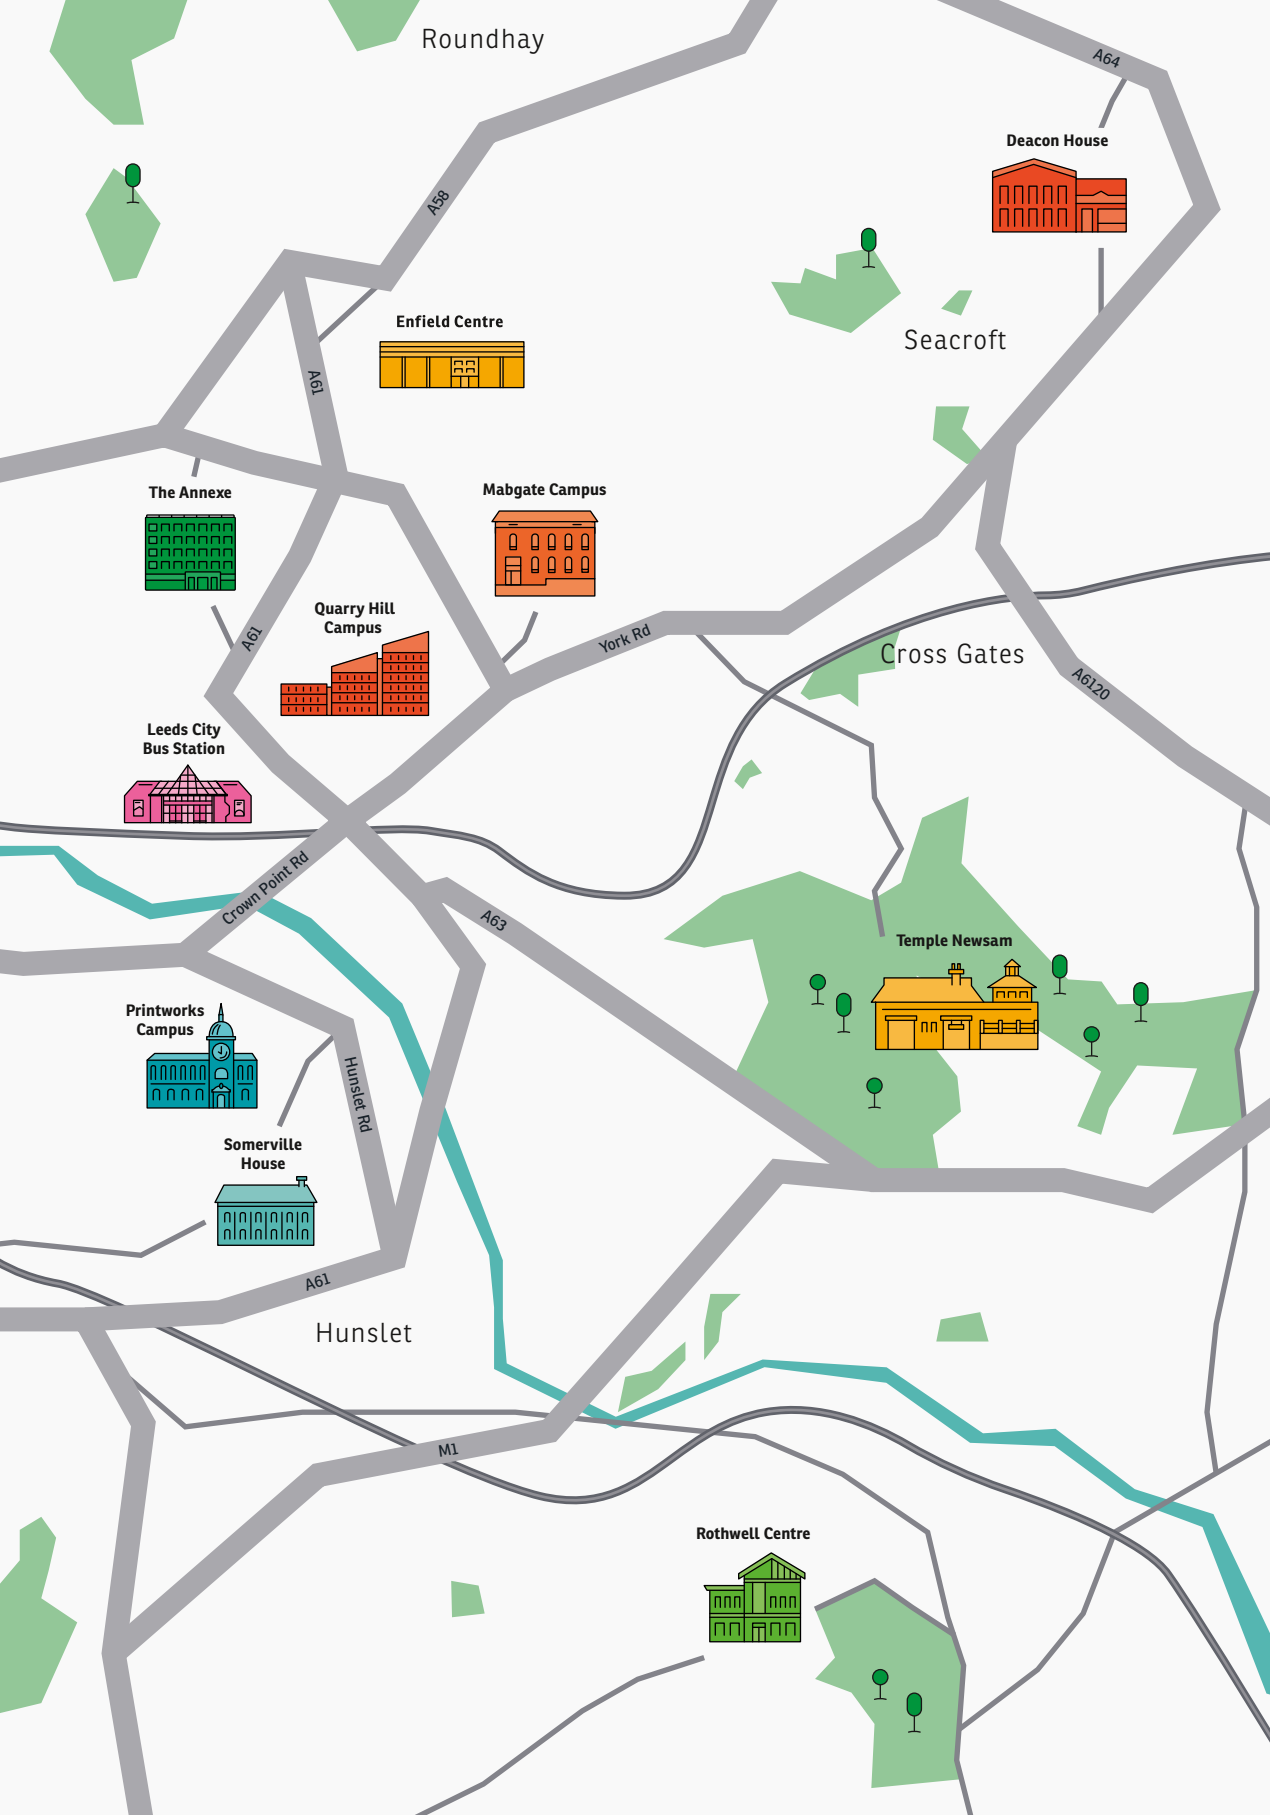 Roundhay
A64
Deacon House
A58
Enfield Centre
Seacroft
A61
The Annexe
Mabgate Campus
Quarry Hill
Campus
A61
York Rd
Cross Gates
A6120
Leeds City
Bus Station
Crown Point Rd
A63
Temple Newsam
Printworks
Campus
Hunslet Rd
Somerville
House
A61
Hunslet
M1
Rothwell Centre